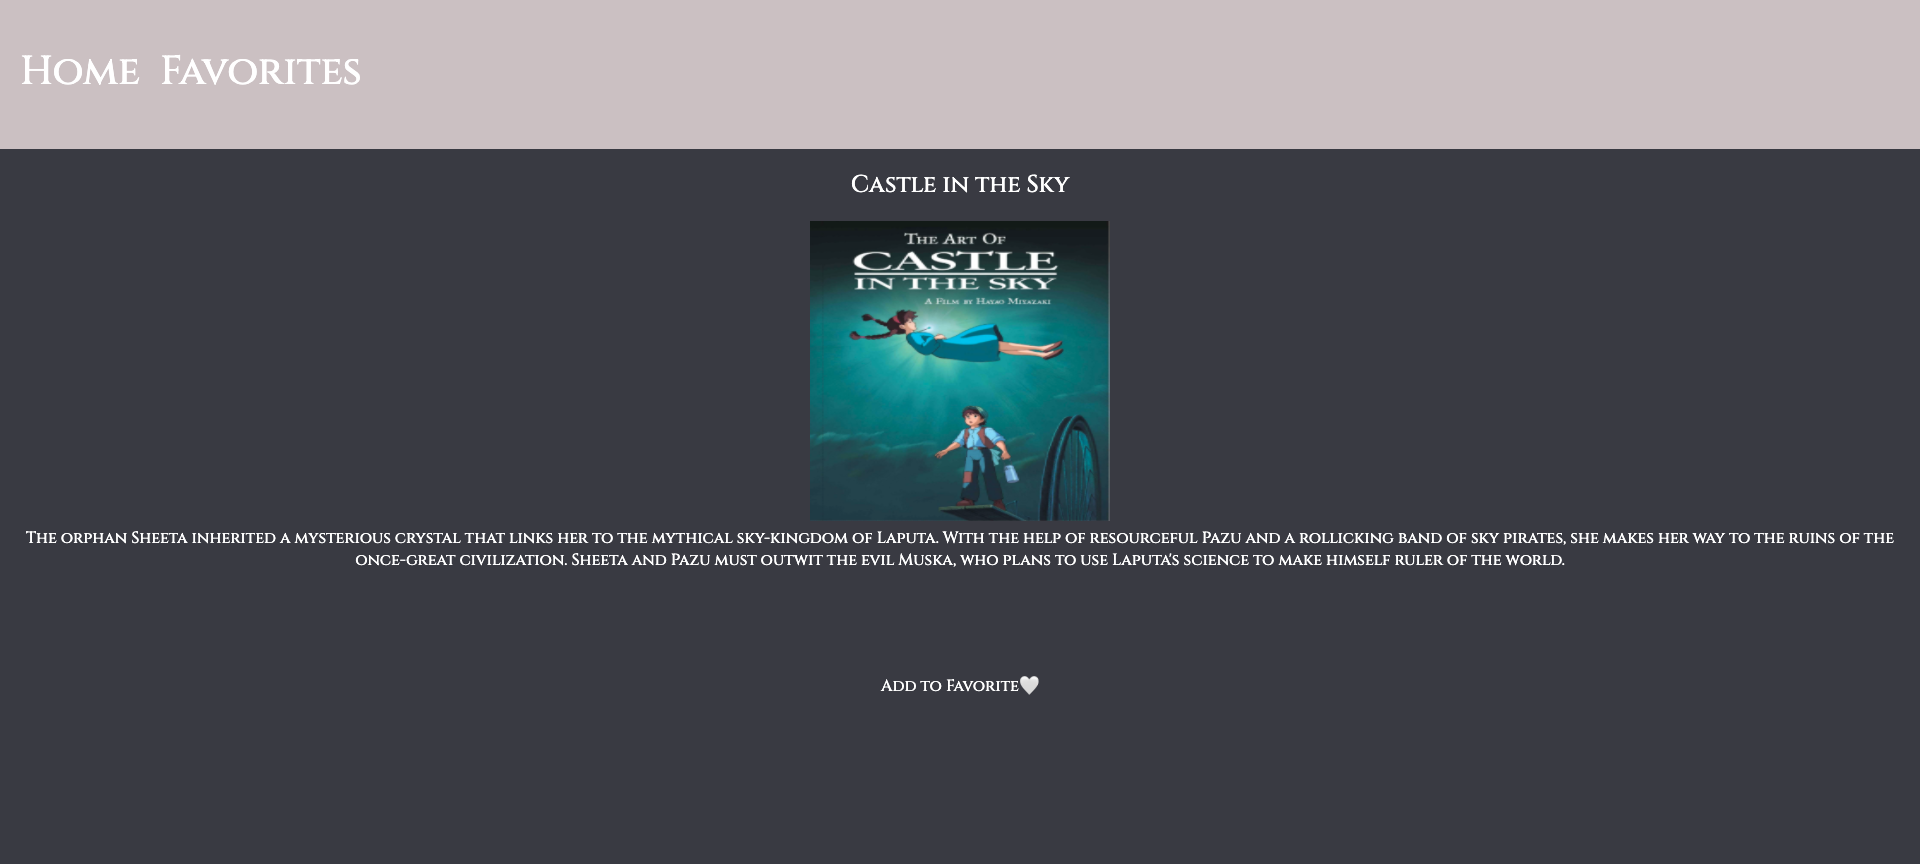 Home Favorites
Castle in the Sky
The Art Of
CASTLE
IN THE SKY
A Film by Hayao Miyazaki
The orphan Sheeta inherited a mysterious crystal that links her to the mythical sky-kingdom of Laputa. With the help of resourceful Pazu and a rollicking band of sky pirates, she makes her way to the ruins of the
once-great civilization. Sheeta and Pazu must outwit the evil Muska, who plans to use Laputa's science to make himself ruler of the world.
Add to Favorite🤍